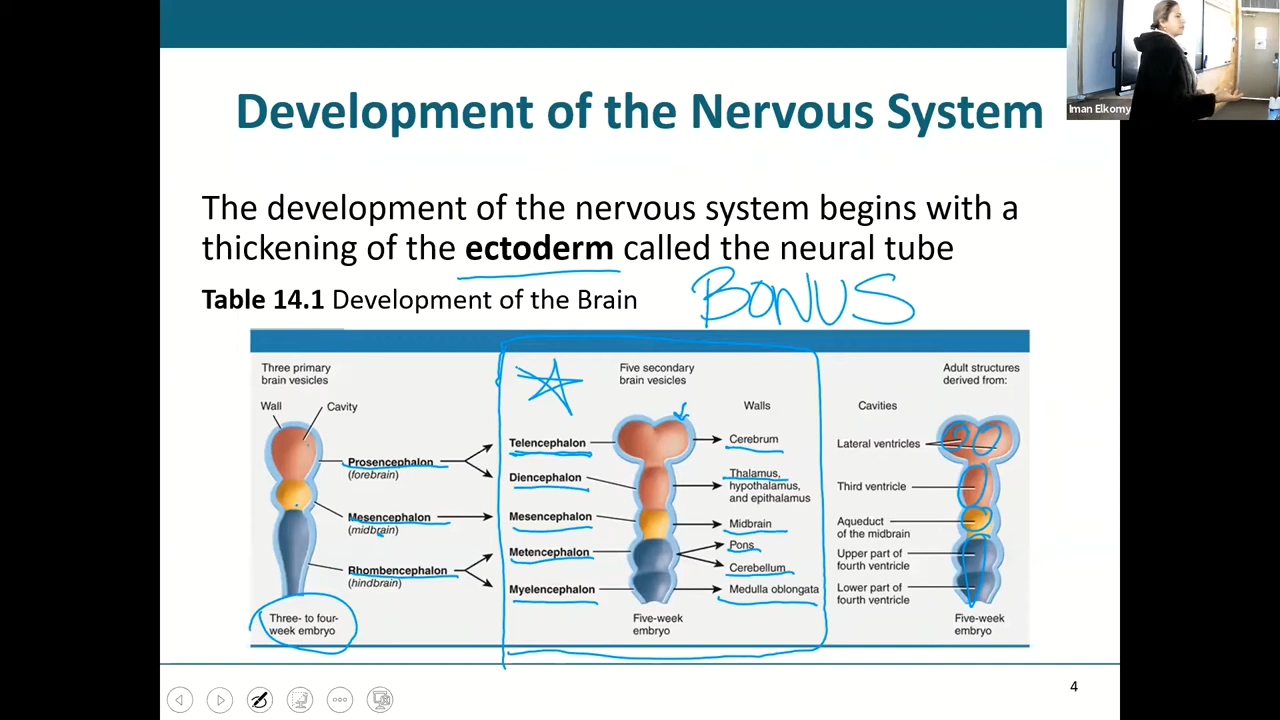 Iman Elkomy
Development of the Nervous System
The development of the nervous system begins with a
thickening of the ectoderm called the neural tube
BONUS
Table 14.1 Development of the Brain
Three primary
brain vesicles
Wall
Cavity
Prosencephalon
(forebrain)
Mesencephalon
(midbrain)
Rhombencephalon
(hindbrain)
Three- to four-
week embryo
Five secondary
brain vesicles
Walls
Telencephalon
Cerebrum
Diencephalon
Thalamus,
hypothalamus,
and epithalamus
Mesencephalon
Midbrain
Metencephalon
Pons
Cerebellum
Myelencephalon
Medulla oblongata
Five-week
embryo
Adult structures
derived from:
Cavities
Lateral ventricles
Third ventricle
Aqueduct
of the midbrain
Upper part of
fourth ventricle
Lower part of
fourth ventricle
Five-week
embryo
4